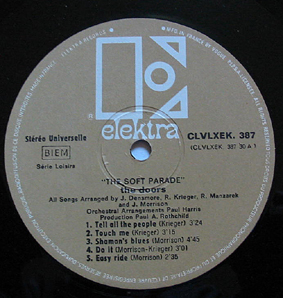 elektra
Stéréo Universelle
BIEM
Série Loisirs
CLVLXEK. 387
(CLVLXEK. 387 30 A)
"THE SOFT PARADE"
the doors
All Songs Arranged by J. Densmore, R. Krieger, R. Manzarek
and J. Morrison
Orchestral Arrangements Paul Harris
Production Paul A. Rothchild
1. Tell all the people (Krieger) 3'24
2. Touch me (Krieger) 3'15
3. Shaman's blues (Morrison) 4'45
4. Do it (Morrison-Krieger) 3'01
5. Easy ride (Morrison) 2'35